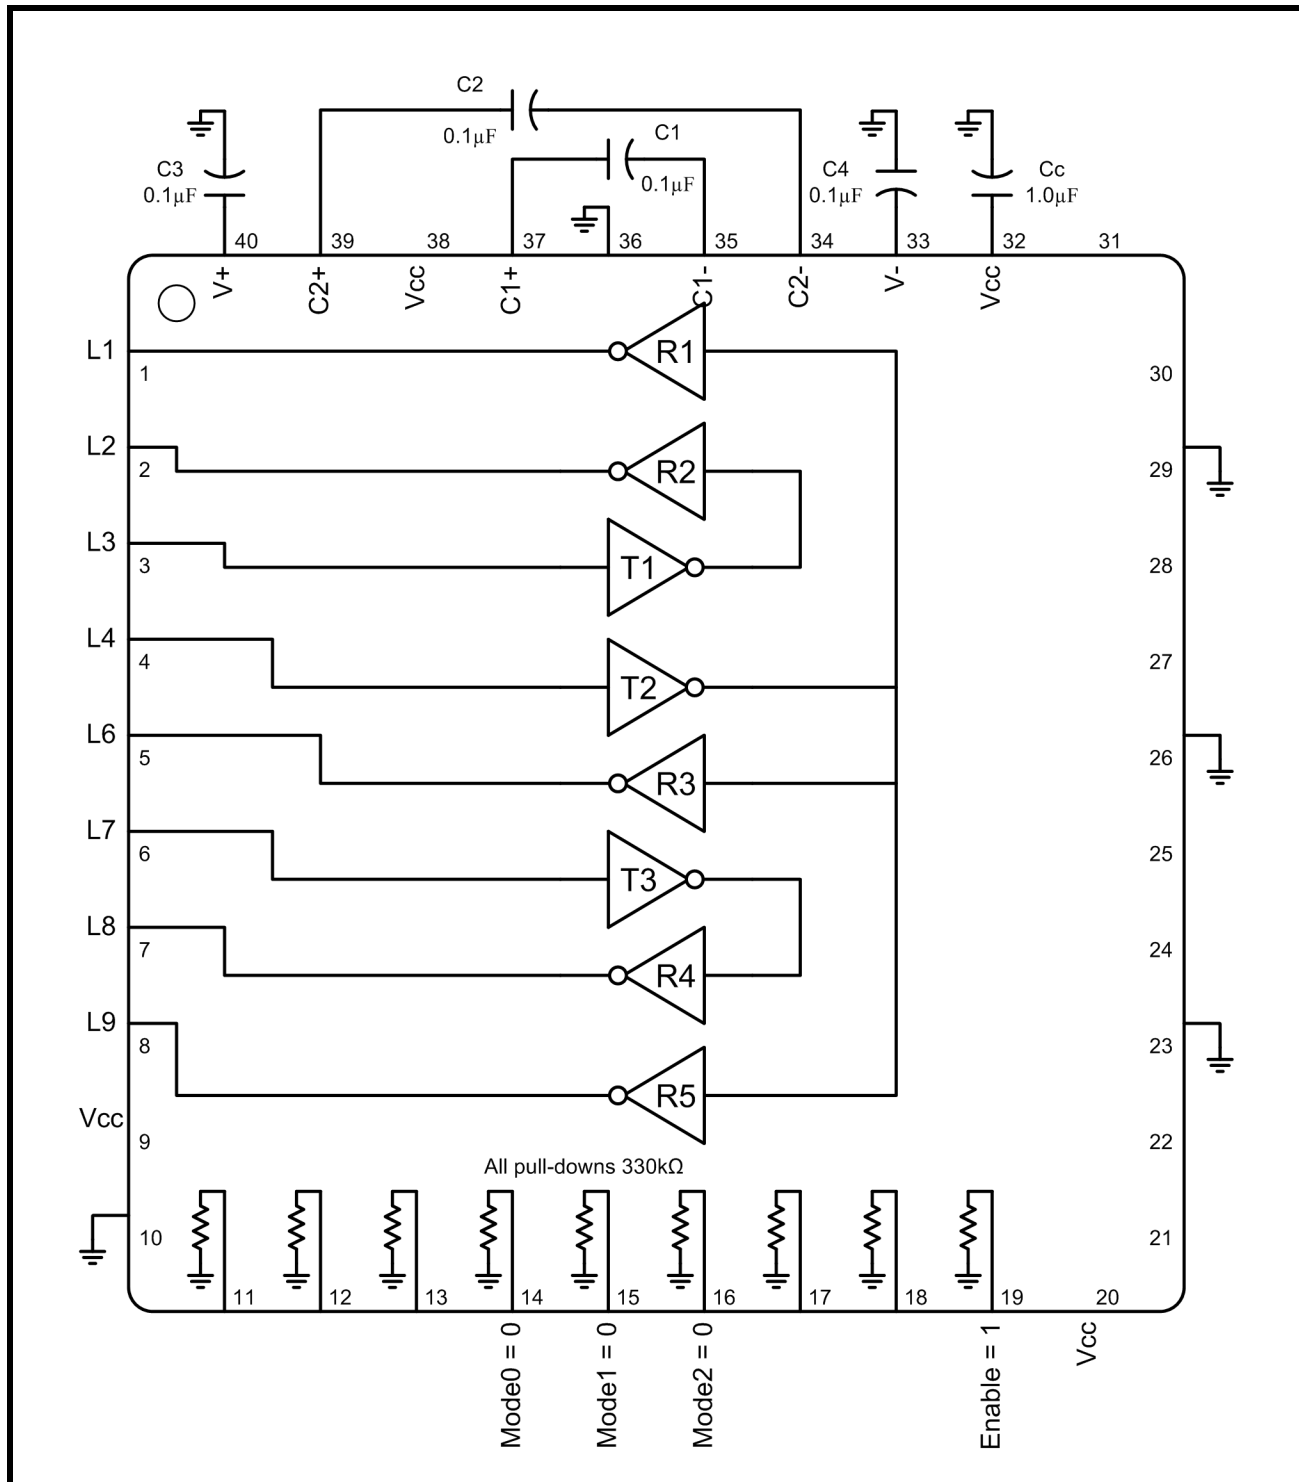 C2
0.1µF
C1
0.1µF
C3
0.1µF
C4
0.1µF
Cc
1.0µF
40 39 38 37 36 35 34 33 32 31
V+ C2+ Vcc C1+ C1- C2- V- Vcc
L1 R1
1 30
L2 R2
2 29
L3 T1
3 28
L4 T2
4 27
L6 R3
5 26
L7 T3
6 25
L8 R4
7 24
L9 R5
8 23
Vcc
9 22
All pull-downs 330kΩ
10 21
11 12 13 14 15 16 17 18 19 20
Mode0 = 0
Mode1 = 0
Mode2 = 0
Enable = 1
Vcc